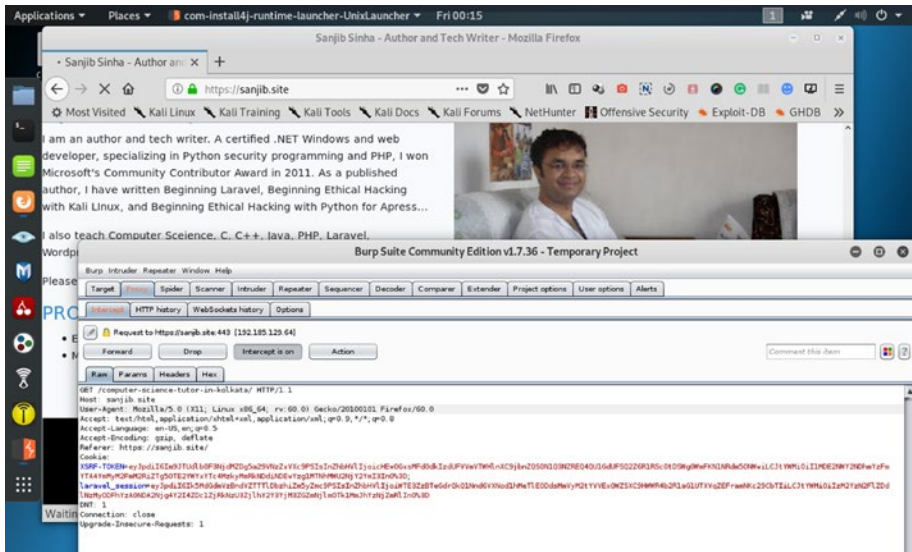 Applications Places com-install4j-runtime-launcher-UnixLauncher Fri 00:15 1
Sanjib Sinha - Author and Tech Writer - Mozilla Firefox
Sanjib Sinha - Author an
https://sanjib.site
Most Visited Kali Linux Kali Training Kali Tools Kali Docs Kali Forums NetHunter Offensive Security Exploit-DB GHDB
I am an author and tech writer. A certified .NET Windows and web
developer, specializing in Python security programming and PHP, I won
Microsoft's Community Contributor Award in 2011. As a published
author, I have written Beginning Laravel, Beginning Ethical Hacking
with Kali LInux, and Beginning Ethical Hacking with Python for Apress...
I also teach Computer Sceience, C, C++, Java, PHP, Laravel,
Wordp
Please
PRO
Waitin
Burp Suite Community Edition v1.7.36 - Temporary Project
Burp Intruder Repeater Window Help
Target Proxy Spider Scanner Intruder Repeater Sequencer Decoder Comparer Extender Project options User options Alerts
Intercept HTTP history WebSockets history Options
Request to https://sanjib.site:443 [192.185.129.64]
Forward Drop Intercept is on Action Comment this item
Raw Params Headers Hex
GET /computer-science-tutor-in-kolkata/ HTTP/1.1
Host: sanjib.site
User-Agent: Mozilla/5.0 (X11; Linux x86_64; rv:60.0) Gecko/20100101 Firefox/60.0
Accept: text/html,application/xhtml+xml,application/xml;q=0.9,*/*;q=0.8
Accept-Language: en-US,en;q=0.5
Accept-Encoding: gzip, deflate
Referer: https://sanjib.site/
Cookie:
DNT: 1
Connection: close
Upgrade-Insecure-Requests: 1